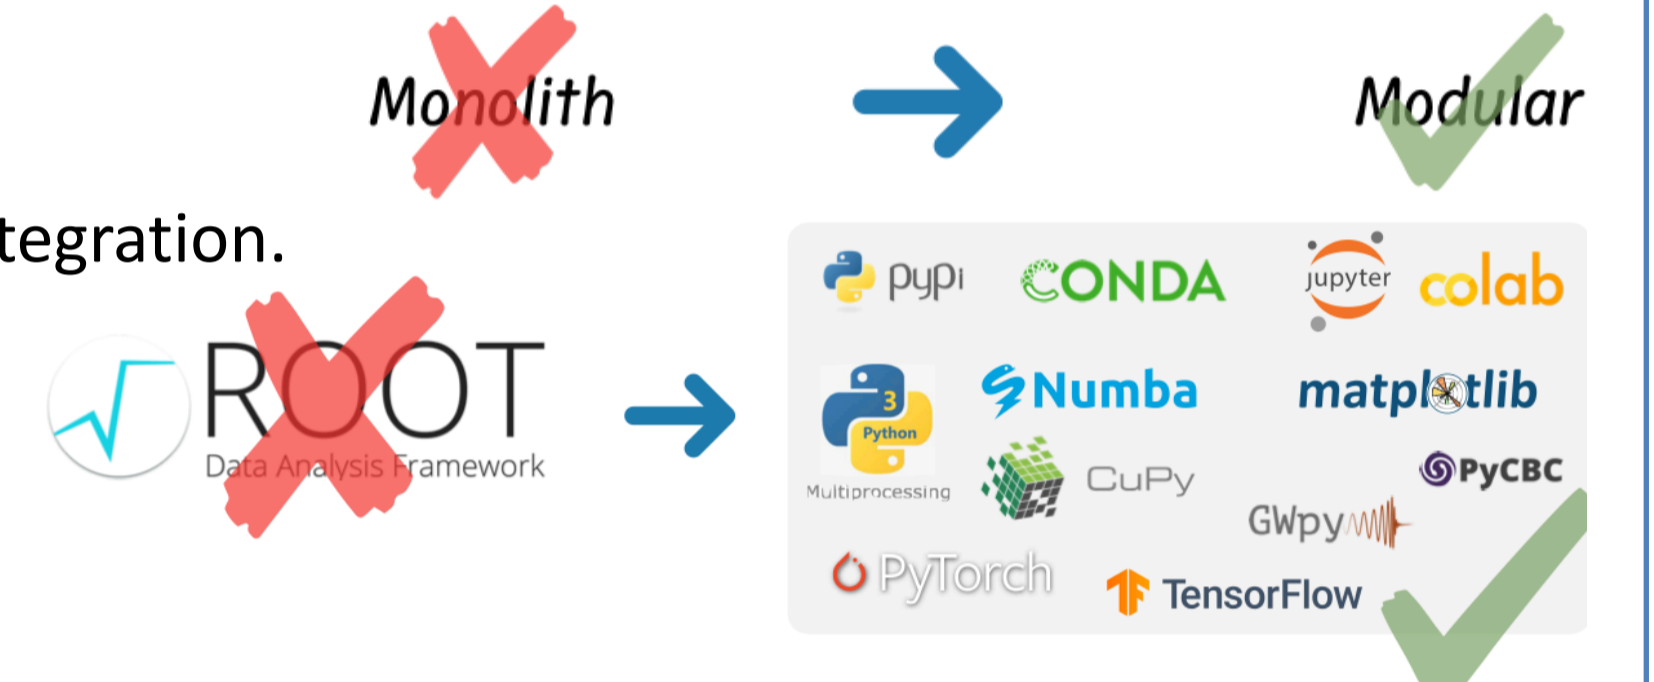 Monolith
Modular
tegration.
ROOT
Data Analysis Framework
pypi
CONDA
jupyter
colab
3
Python
Multiprocessing
Numba
matplotlib
CuPy
PyCBC
GWpy
PyTorch
TensorFlow